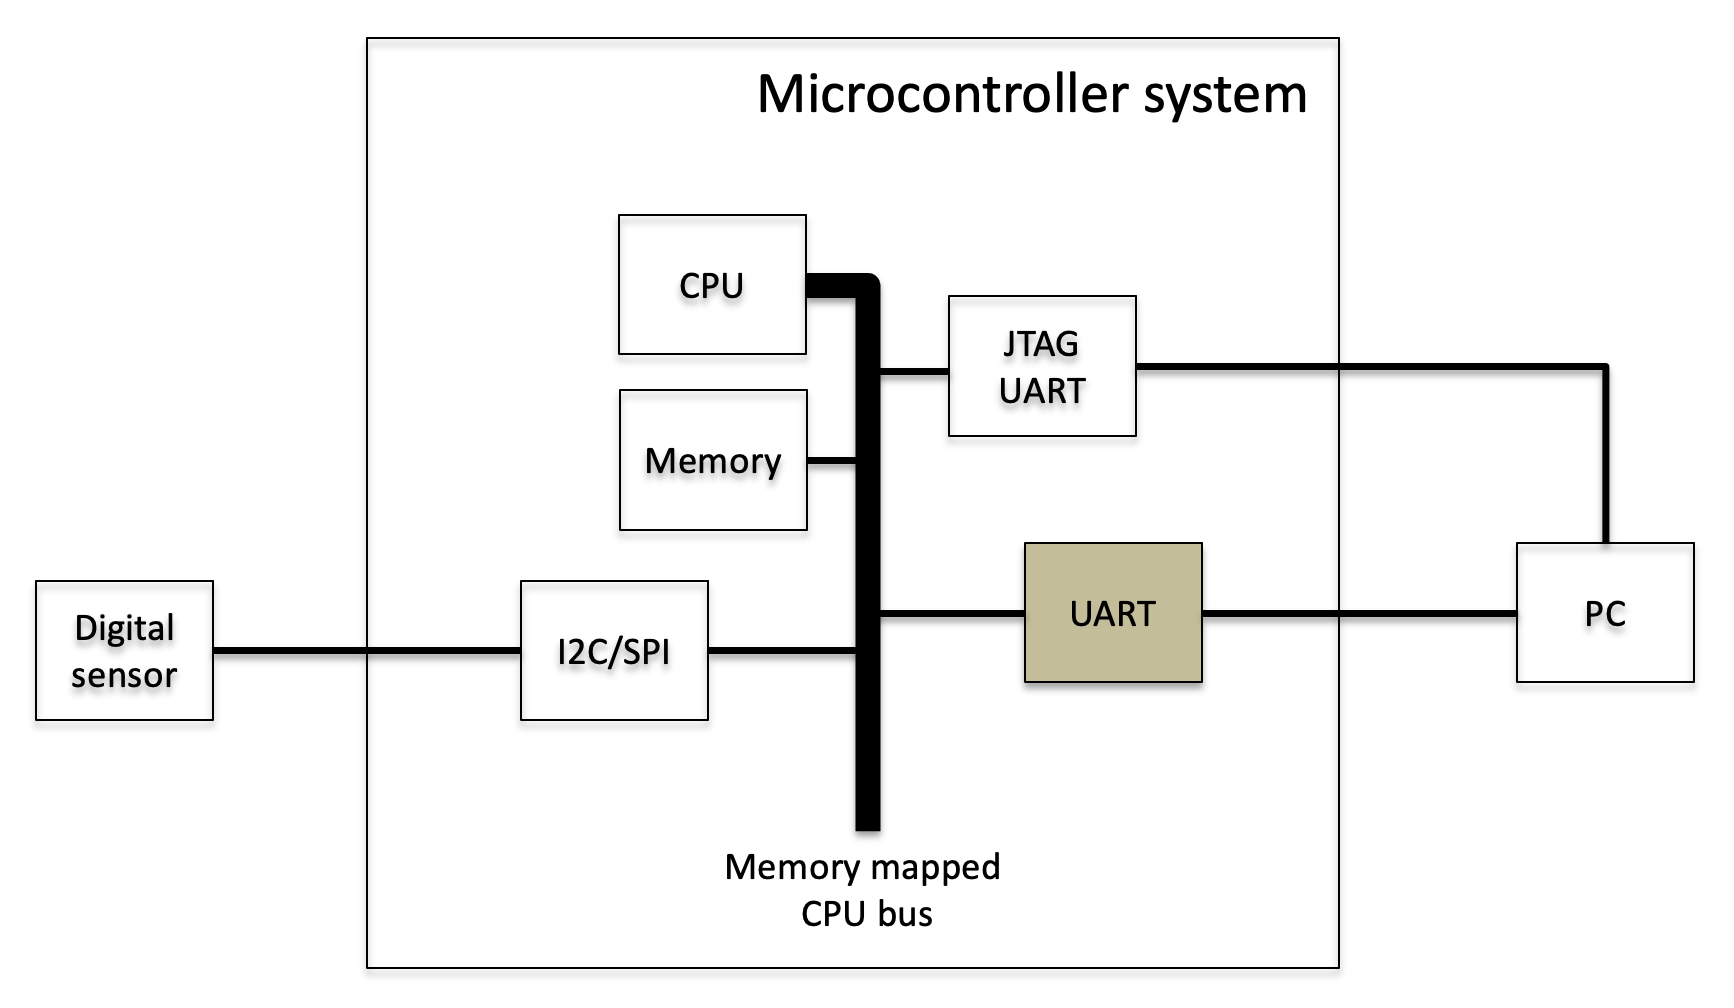 Microcontroller system
CPU
JTAG
UART
Memory
Digital
sensor
I2C/SPI
UART
PC
Memory mapped
CPU bus